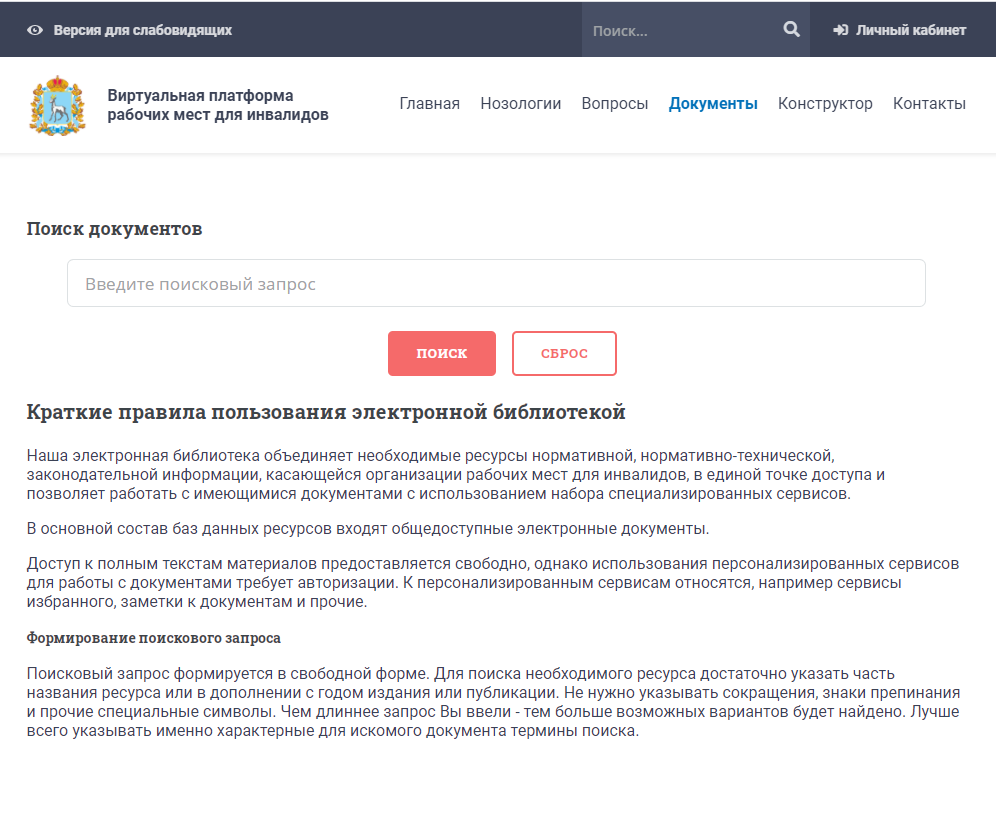 Версия для слабовидящих
Поиск...
Личный кабинет
Виртуальная платформа
рабочих мест для инвалидов
Главная Нозологии Вопросы Документы Конструктор Контакты
Поиск документов
Введите поисковый запрос
ПОИСК
СБРОС
Краткие правила пользования электронной библиотекой
Наша электронная библиотека объединяет необходимые ресурсы нормативной, нормативно-технической,
законодательной информации, касающейся организации рабочих мест для инвалидов, в единой точке доступа и
позволяет работать с имеющимися документами с использованием набора специализированных сервисов.
В основной состав баз данных ресурсов входят общедоступные электронные документы.
Доступ к полным текстам материалов предоставляется свободно, однако использования персонализированных сервисов
для работы с документами требует авторизации. К персонализированным сервисам относятся, например сервисы
избранного, заметки к документам и прочие.
Формирование поискового запроса
Поисковый запрос формируется в свободной форме. Для поиска необходимого ресурса достаточно указать часть
названия ресурса или в дополнении с годом издания или публикации. Не нужно указывать сокращения, знаки препинания
и прочие специальные символы. Чем длиннее запрос Вы ввели - тем больше возможных вариантов будет найдено. Лучше
всего указывать именно характерные для искомого документа термины поиска.